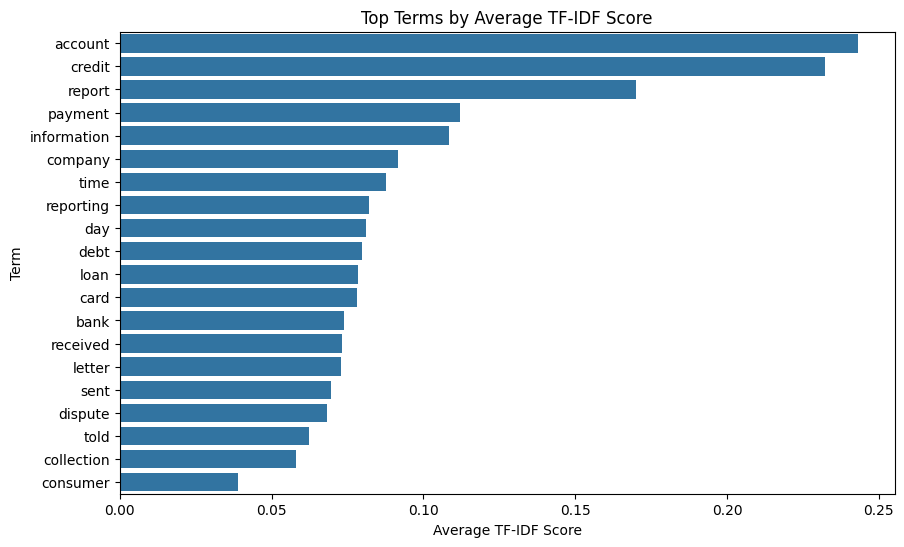 Top Terms by Average TF-IDF Score
account
credit
report
payment
information
company
time
reporting
day
debt
loan
card
bank
received
letter
sent
dispute
told
collection
consumer
Term
0.00 0.05 0.10 0.15 0.20 0.25
Average TF-IDF Score